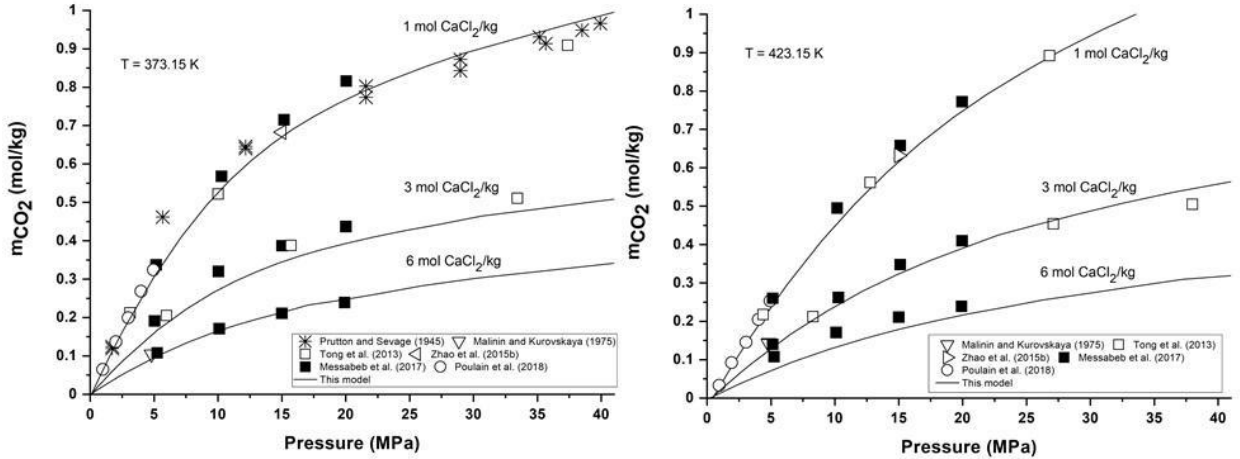 1 mol CaCl2/kg
T = 373.15 K
3 mol CaCl2/kg
6 mol CaCl2/kg
Prutton and Sevage (1945) Malinin and Kurovskaya (1975)
Tong et al. (2013) Zhao et al. (2015b)
Messabeb et al. (2017) Poulain et al. (2018)
This model
mCO2 (mol/kg)
1
0.9
0.8
0.7
0.6
0.5
0.4
0.3
0.2
0.1
0
0 5 10 15 20 25 30 35 40
Pressure (MPa)
T = 423.15 K
1 mol CaCl2/kg
3 mol CaCl2/kg
6 mol CaCl2/kg
Malinin and Kurovskaya (1975) Tong et al. (2013)
Zhao et al. (2015b) Messabeb et al. (2017)
Poulain et al. (2018)
This model
mCO2 (mol/kg)
1
0.9
0.8
0.7
0.6
0.5
0.4
0.3
0.2
0.1
0
0 5 10 15 20 25 30 35 40
Pressure (MPa)